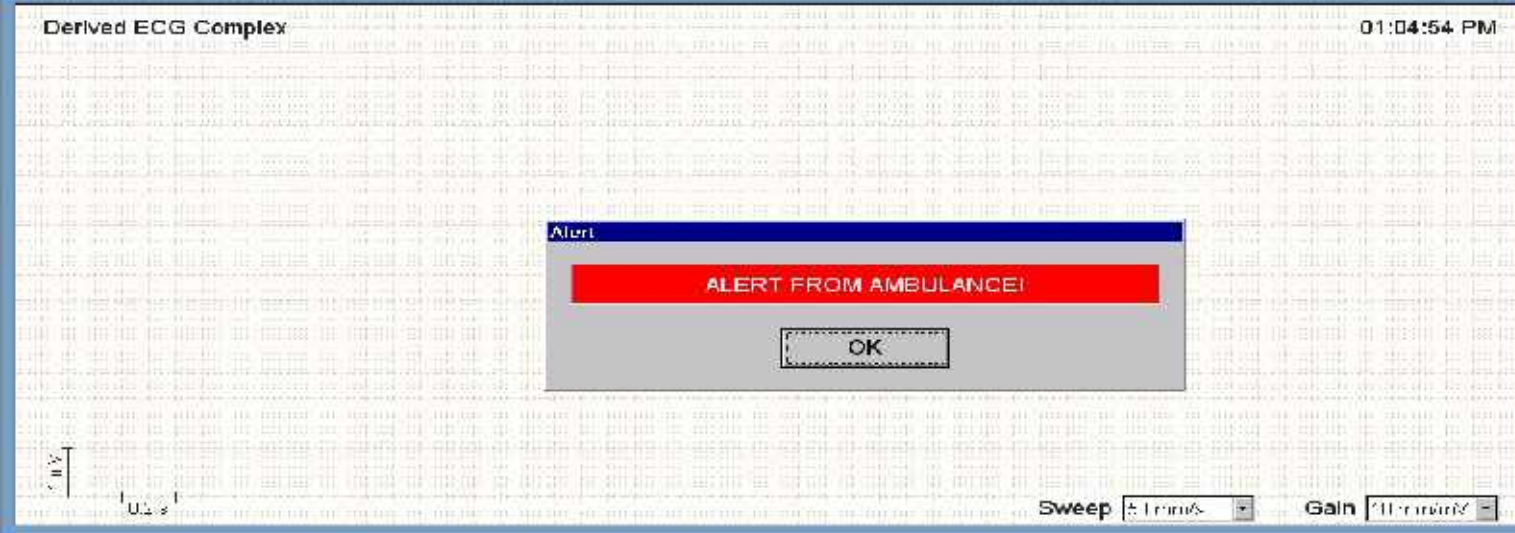 Derived ECG Complex
01:04:54 PM
Alert
ALERT FROM AMBULANCE!
OK
Sweep
Gain